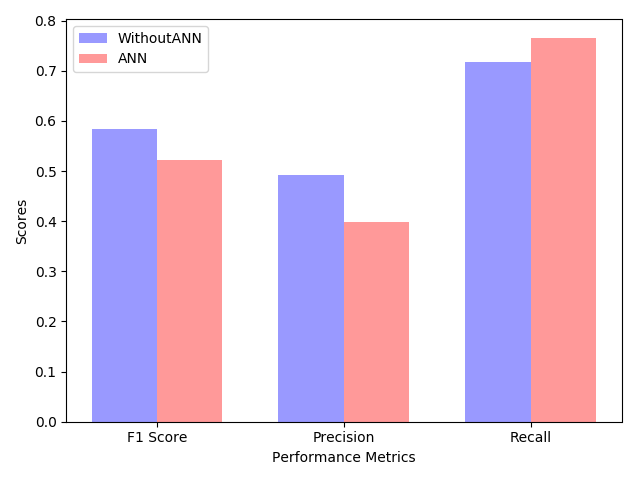 WithoutANN
ANN
0.8
0.7
0.6
0.5
0.4
0.3
0.2
0.1
0.0
Scores
F1 Score
Precision
Recall
Performance Metrics